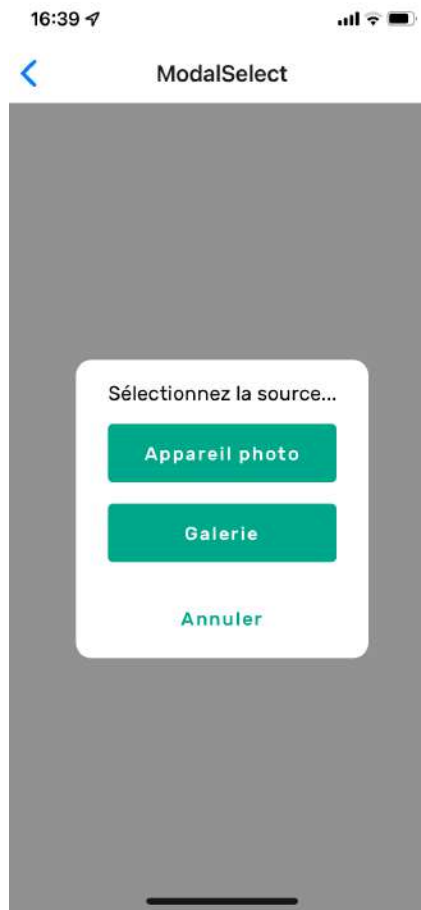 16:39
ModalSelect
Sélectionnez la source...
Appareil photo
Galerie
Annuler